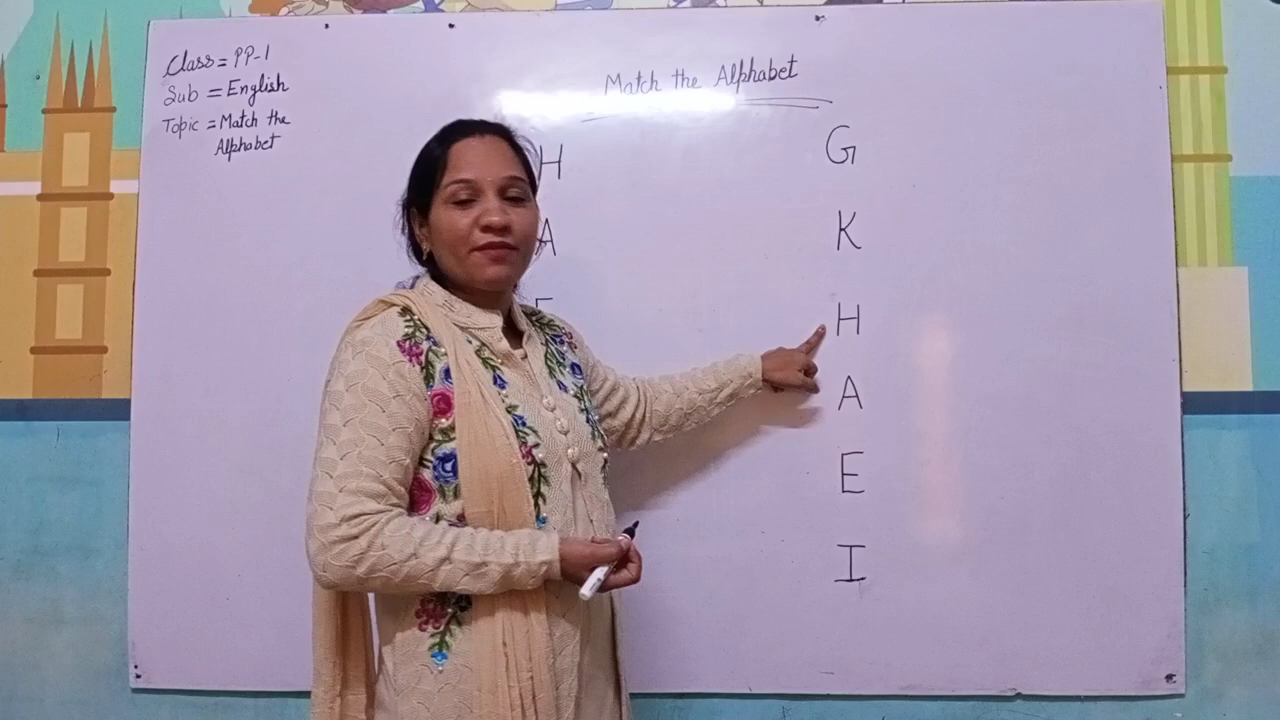 Class = PP-1
Sub = English
Topic = Match the
Alphabet
Match the Alphabet
H
A
G
K
H
A
E
I